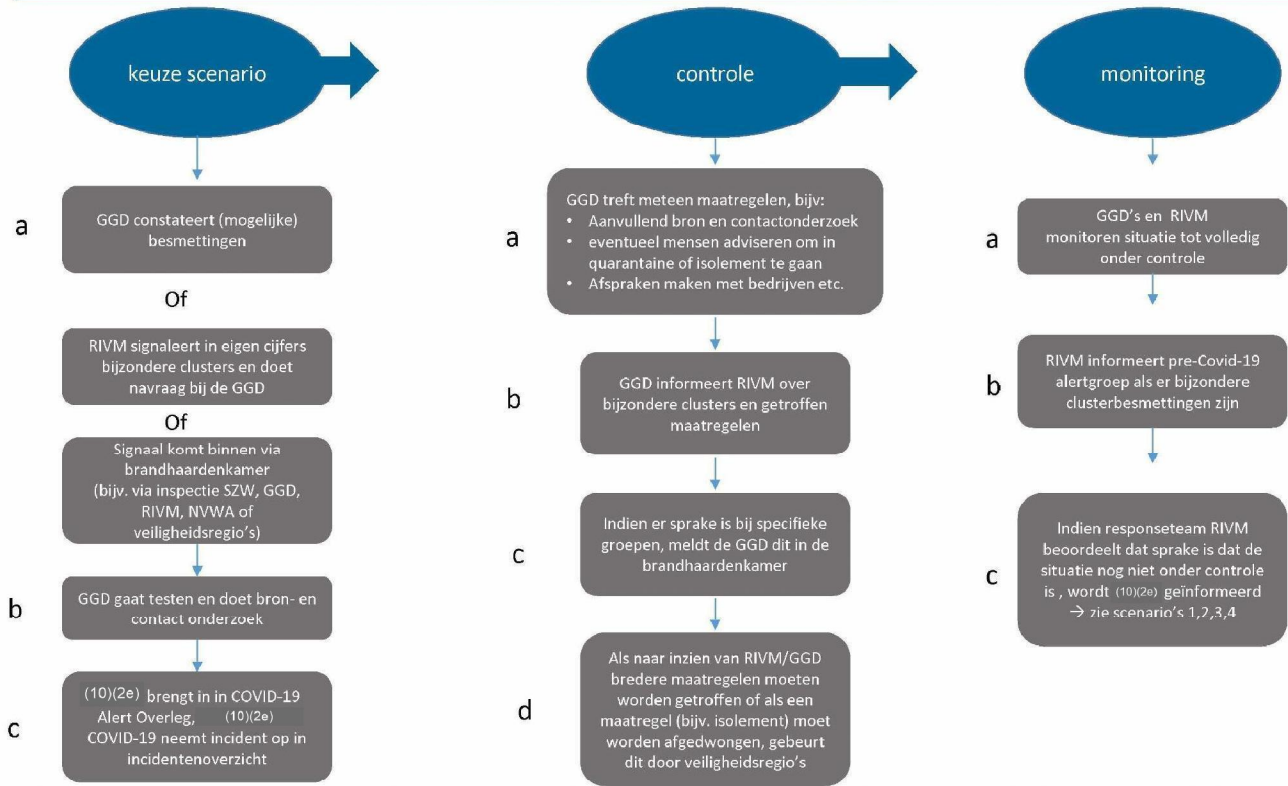 keuze scenario
a
GGD constateert (mogelijke)
besmettingen
Of
RIVM signaleert in eigen cijfers
bijzondere clusters en doet
navraag bij de GGD
Of
Signaal komt binnen via
brandhaardenkamer
(bijv. via inspectie SZW, GGD,
RIVM, NVWA of
veiligheidsregio's)
b
GGD gaat testen en doet bron- en
contact onderzoek
c
(10)(2e) brengt in in COVID-19
Alert Overleg, (10)(2e)
COVID-19 neemt incident op in
incidentenoverzicht
controle
a
GGD treft meteen maatregelen, bijv:
• Aanvullend bron en contactonderzoek
• eventueel mensen adviseren om in
quarantaine of isolement te gaan
• Afspraken maken met bedrijven etc.
b
GGD informeert RIVM over
bijzondere clusters en getroffen
maatregelen
c
Indien er sprake is bij specifieke
groepen, meldt de GGD dit in de
brandhaardenkamer
d
Als naar inzien van RIVM/GGD
bredere maatregelen moeten
worden getroffen of als een
maatregel (bijv. isolement) moet
worden afgedwongen, gebeurt
dit door veiligheidsregio's
monitoring
a
GGD's en RIVM
monitoren situatie tot volledig
onder controle
b
RIVM informeert pre-Covid-19
alertgroep als er bijzondere
clusterbesmettingen zijn
c
Indien responseteam RIVM
beoordeelt dat sprake is dat de
situatie nog niet onder controle
is , wordt (10)(2e) geïnformeerd
→ zie scenario's 1,2,3,4